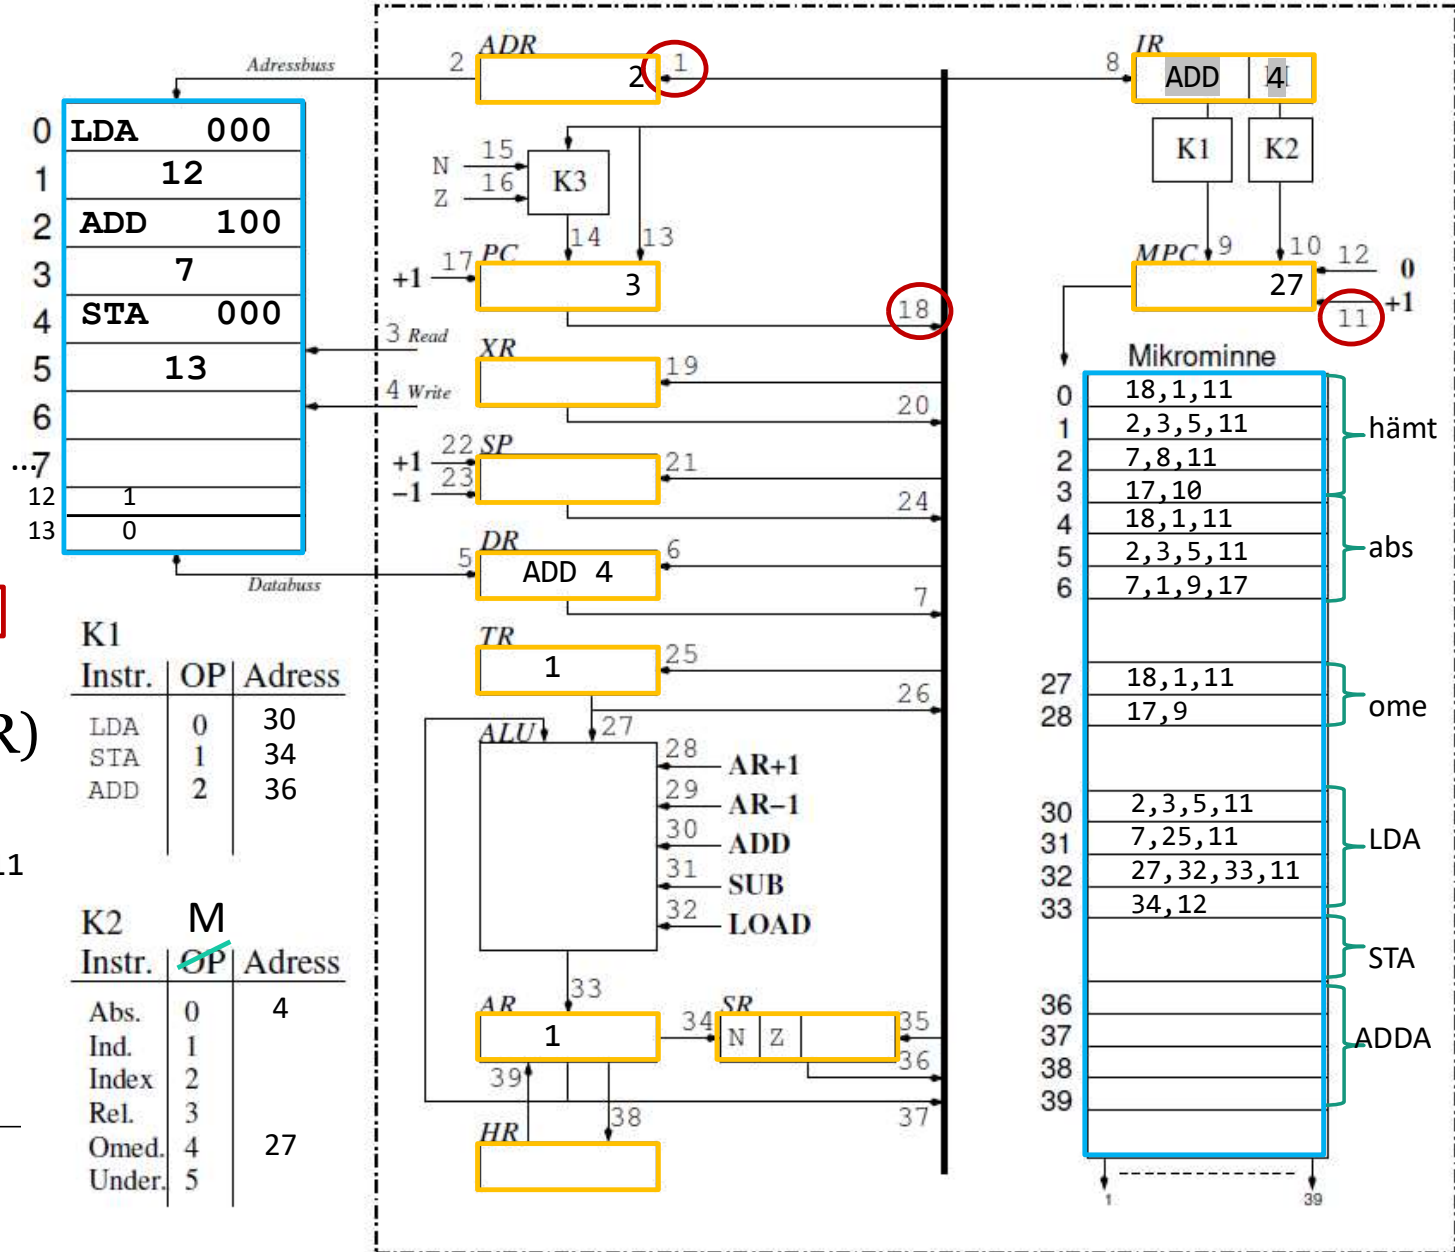 ADR
IR
Adressbuss
2
2
1
8
ADD 4
0 LDA 000
1 12
2 ADD 100
3 7
4 STA 000
5 13
6
...7
12 1
13 0
N 15
Z 16
K3
14
13
K1
K2
9
10
12 0
11 +1
+1 17
PC
3
18
MPC
27
3 Read
4 Write
XR
19
20
Mikrominne
0 18,1,11
1 2,3,5,11
2 7,8,11
3 17,10
hämt
4 18,1,11
5 2,3,5,11
6 7,1,9,17
abs
27 18,1,11
28 17,9
ome
30 2,3,5,11
31 7,25,11
32 27,32,33,11
33 34,12
LDA
STA
36
37
38
39
ADDA
1
39
+1 22
-1 23
SP
21
24
Databuss
5
DR
ADD 4
6
7
TR
1
25
26
27
ALU
28 AR+1
29 AR−1
30 ADD
31 SUB
32 LOAD
33
AR
1
34
SR
N Z
35
36
37
39
38
HR
K1
Instr. OP Adress
LDA 0 30
STA 1 34
ADD 2 36
R)
11
K2
M
Instr. OP Adress
Abs. 0 4
Ind. 1
Index 2
Rel. 3
Omed. 4 27
Under. 5